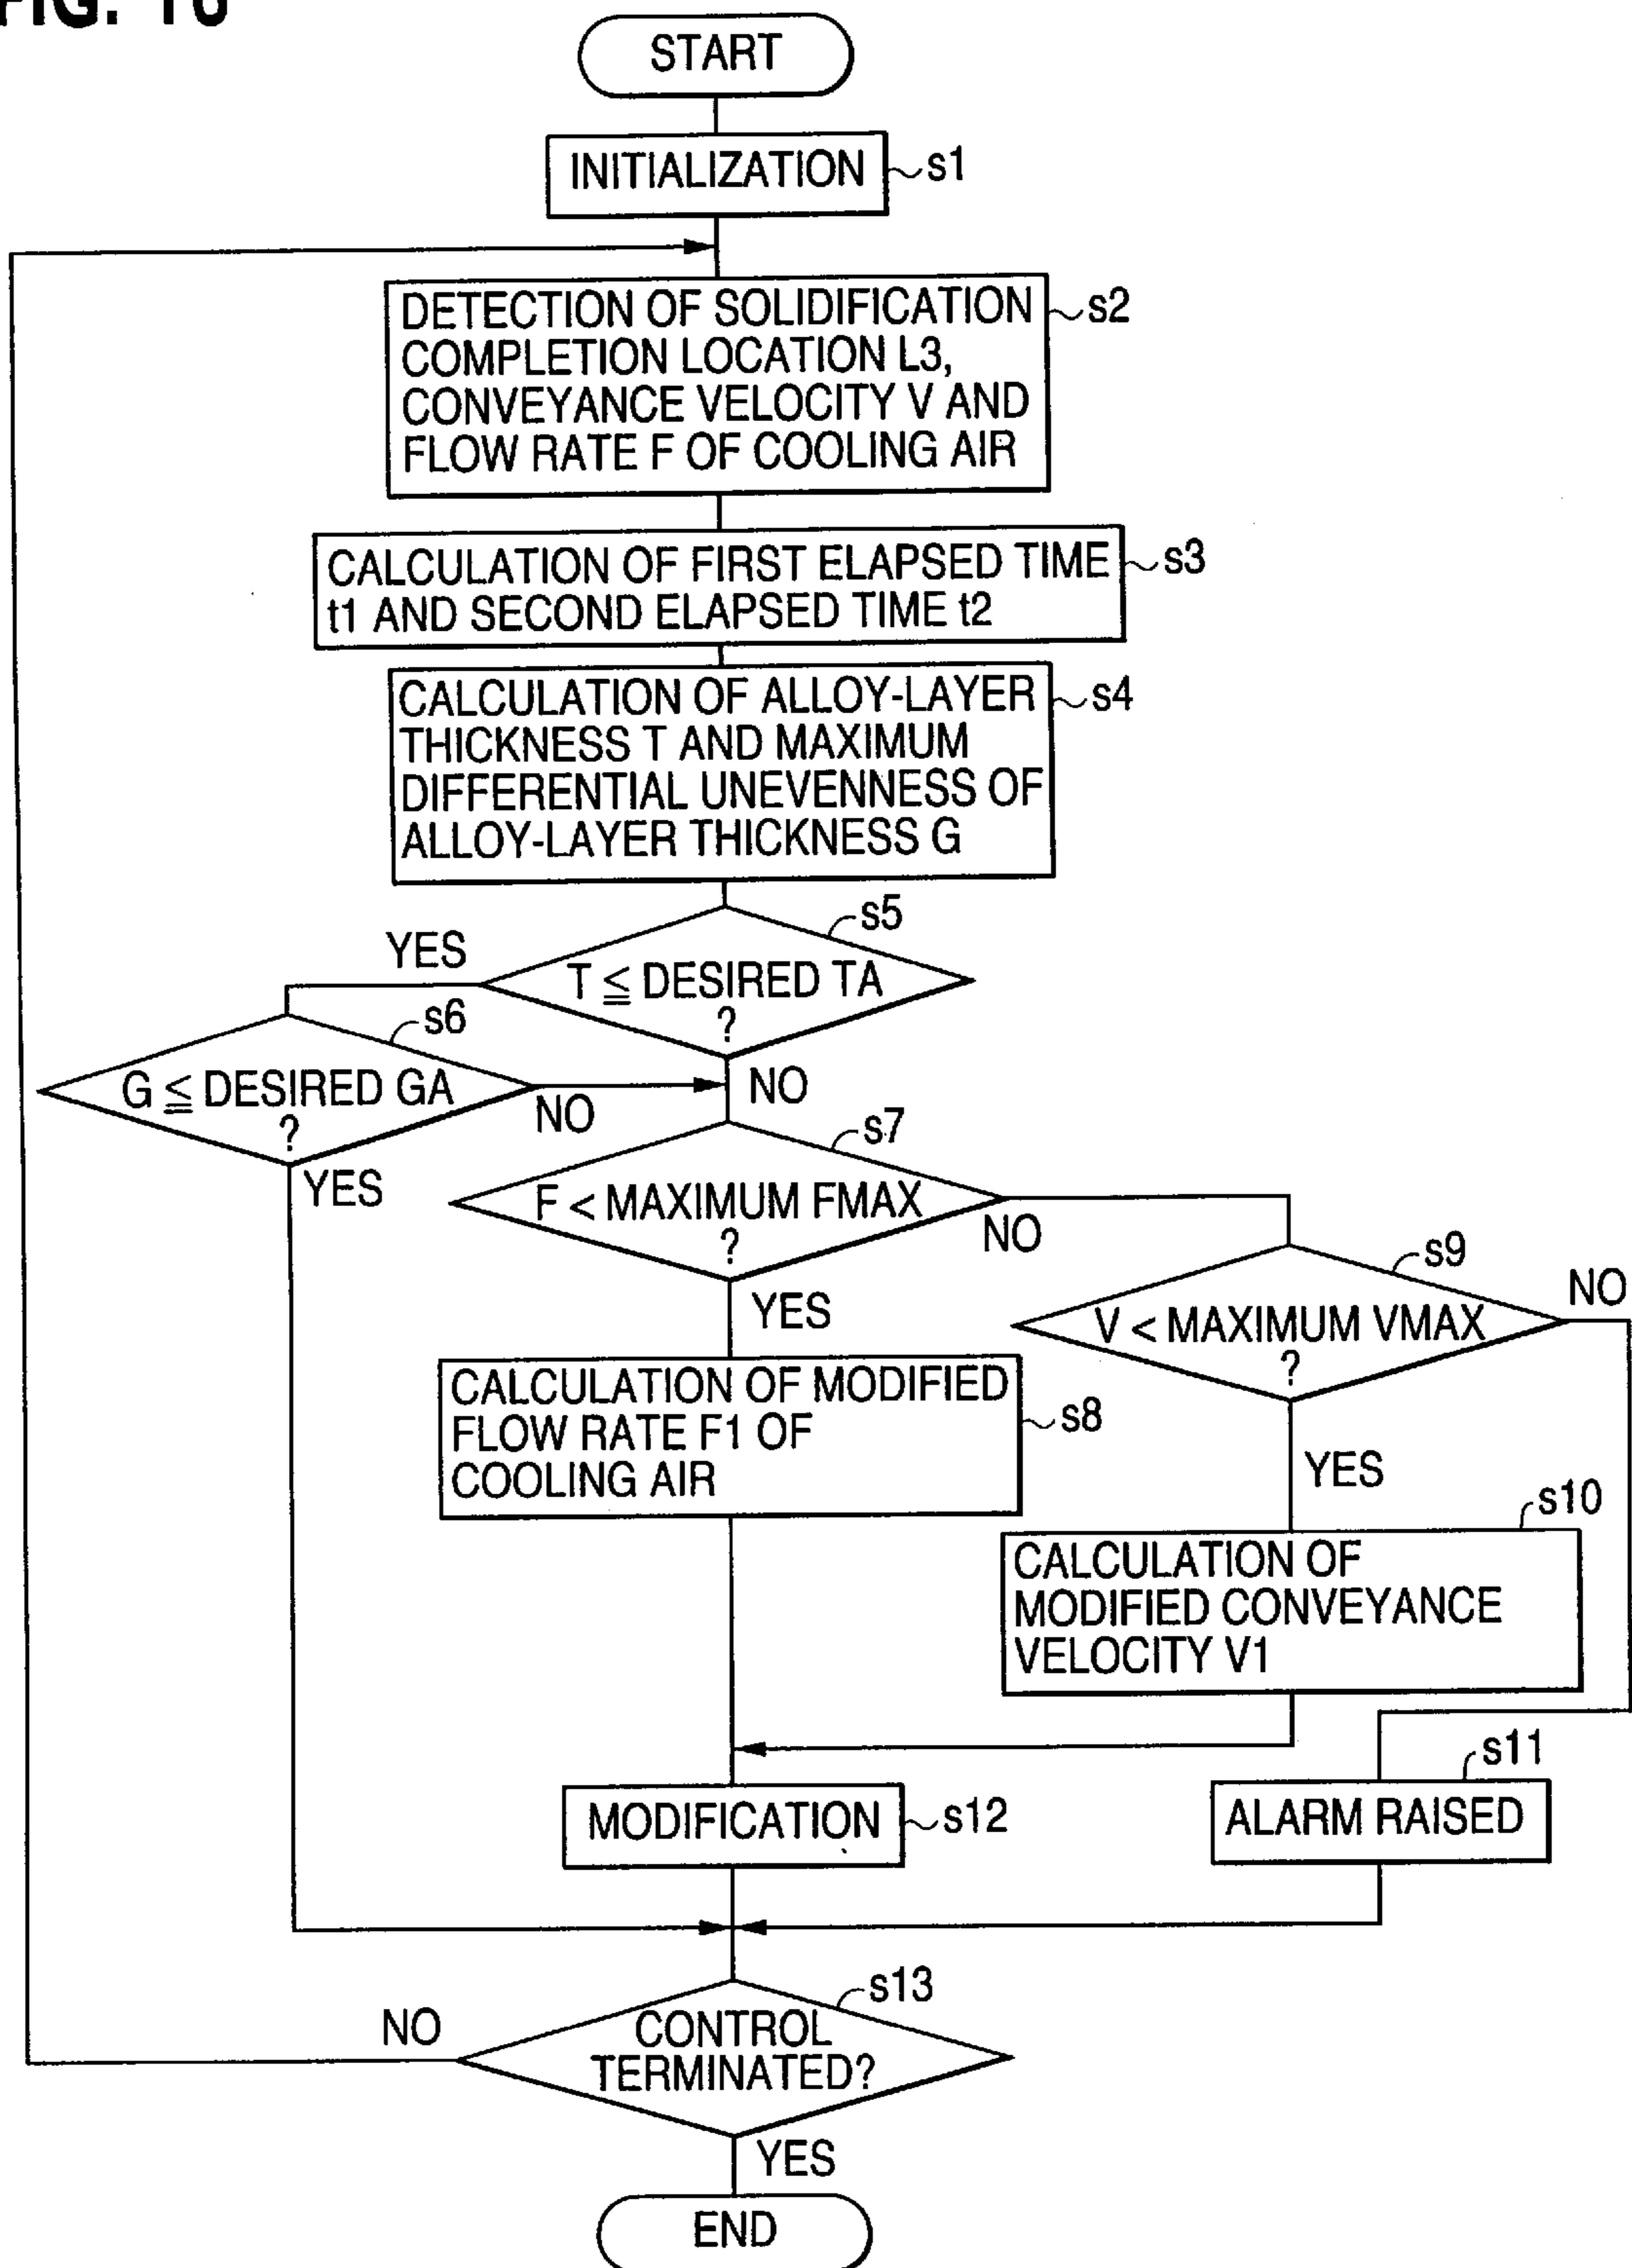 START
INITIALIZATION
s1
DETECTION OF SOLIDIFICATION
COMPLETION LOCATION L3,
CONVEYANCE VELOCITY V AND
FLOW RATE F OF COOLING AIR
s2
CALCULATION OF FIRST ELAPSED TIME
t1 AND SECOND ELAPSED TIME t2
s3
CALCULATION OF ALLOY-LAYER
THICKNESS T AND MAXIMUM
DIFFERENTIAL UNEVENNESS OF
ALLOY-LAYER THICKNESS G
s4
s5
YES
T ≦ DESIRED TA
?
NO
s6
G ≦ DESIRED GA
?
NO
YES
s7
F < MAXIMUM FMAX
?
NO
YES
s9
NO
V < MAXIMUM VMAX
?
YES
CALCULATION OF MODIFIED
FLOW RATE F1 OF
COOLING AIR
s8
s10
CALCULATION OF
MODIFIED CONVEYANCE
VELOCITY V1
s11
ALARM RAISED
MODIFICATION
s12
s13
NO
CONTROL
TERMINATED?
YES
END